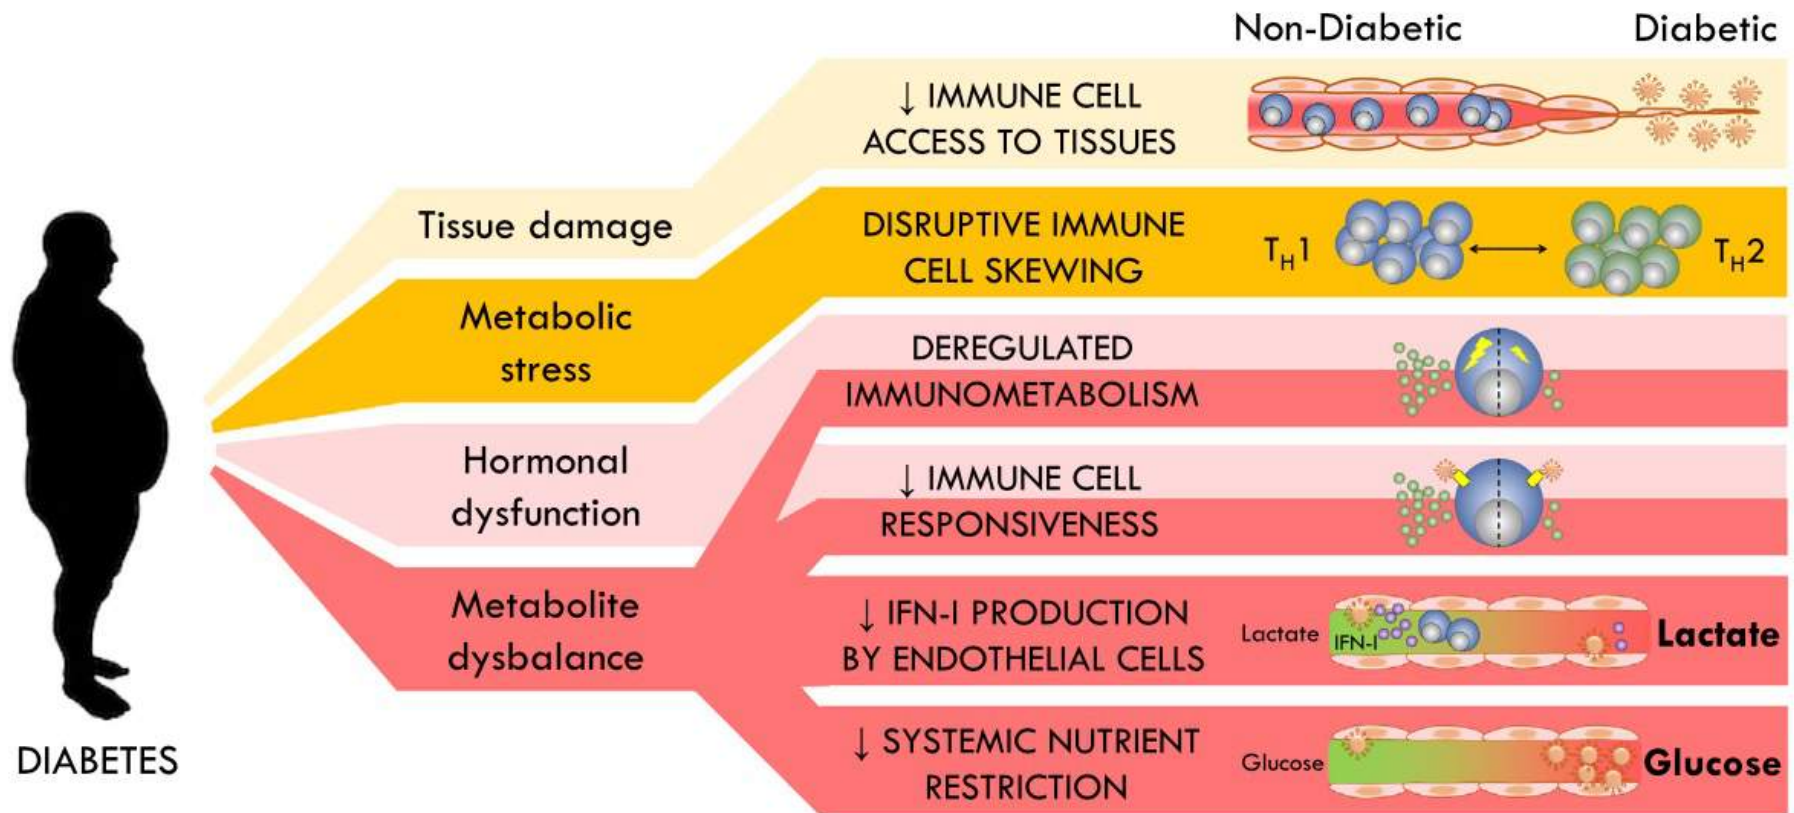 Non-Diabetic Diabetic
↓ IMMUNE CELL
ACCESS TO TISSUES
Tissue damage
DISRUPTIVE IMMUNE
CELL SKEWING
T_H1 T_H2
Metabolic
stress
DEREGULATED
IMMUNOMETABOLISM
Hormonal
dysfunction
↓ IMMUNE CELL
RESPONSIVENESS
Metabolite
dysbalance
↓ IFN-I PRODUCTION
BY ENDOTHELIAL CELLS
Lactate IFN-I Lactate
↓ SYSTEMIC NUTRIENT
RESTRICTION
Glucose Glucose
DIABETES